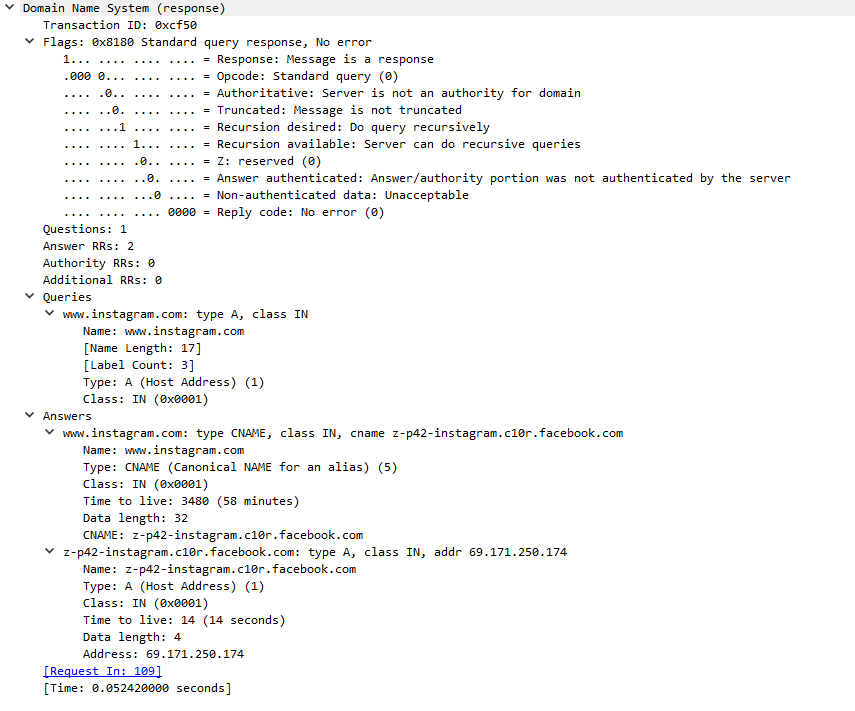 Domain Name System (response)
Transaction ID: 0xcf50
Flags: 0x8180 Standard query response, No error
1... .... .... .... = Response: Message is a response
.000 0... .... .... = Opcode: Standard query (0)
.... .0.. .... .... = Authoritative: Server is not an authority for domain
.... ..0. .... .... = Truncated: Message is not truncated
.... ...1 .... .... = Recursion desired: Do query recursively
.... .... 1... .... = Recursion available: Server can do recursive queries
.... .... .0.. .... = Z: reserved (0)
.... .... ..0. .... = Answer authenticated: Answer/authority portion was not authenticated by the server
.... .... ...0 .... = Non-authenticated data: Unacceptable
.... .... .... 0000 = Reply code: No error (0)
Questions: 1
Answer RRs: 2
Authority RRs: 0
Additional RRs: 0
Queries
www.instagram.com: type A, class IN
Name: www.instagram.com
[Name Length: 17]
[Label Count: 3]
Type: A (Host Address) (1)
Class: IN (0x0001)
Answers
www.instagram.com: type CNAME, class IN, cname z-p42-instagram.c10r.facebook.com
Name: www.instagram.com
Type: CNAME (Canonical NAME for an alias) (5)
Class: IN (0x0001)
Time to live: 3480 (58 minutes)
Data length: 32
CNAME: z-p42-instagram.c10r.facebook.com
z-p42-instagram.c10r.facebook.com: type A, class IN, addr 69.171.250.174
Name: z-p42-instagram.c10r.facebook.com
Type: A (Host Address) (1)
Class: IN (0x0001)
Time to live: 14 (14 seconds)
Data length: 4
Address: 69.171.250.174
[Request In: 109]
[Time: 0.052420000 seconds]